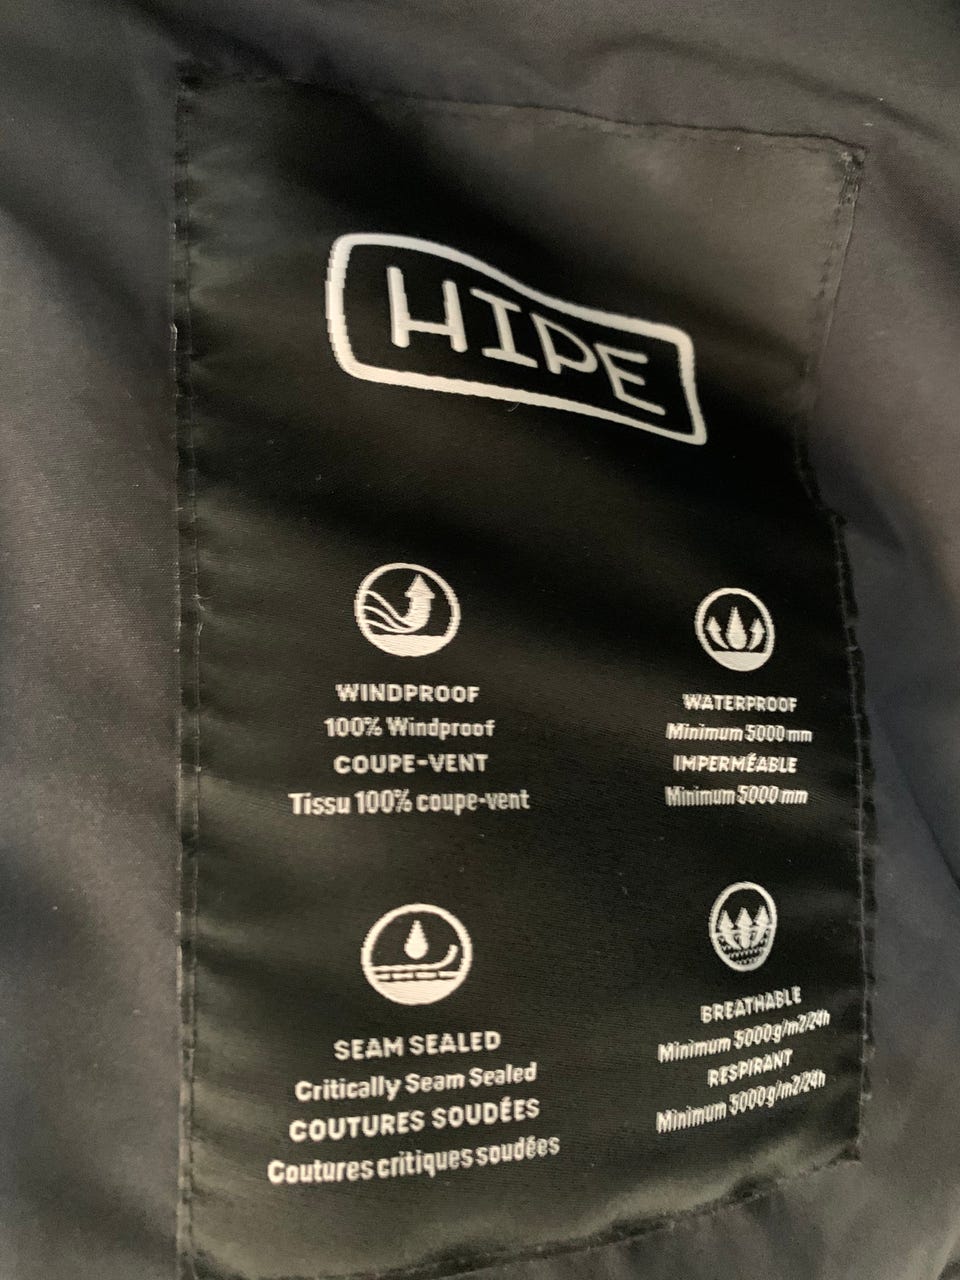 HIPE
WINDPROOF
100% Windproof
COUPE-VENT
Tissu 100% coupe-vent
WATERPROOF
Minimum 5000 mm
IMPERMÉABLE
Minimum 5000 mm
SEAM SEALED
Critically Seam Sealed
COUTURES SOUDÉES
Coutures critiques soudées
BREATHABLE
Minimum 5000g/m2/24h
RESPIRANT
Minimum 5000g/m2/24h